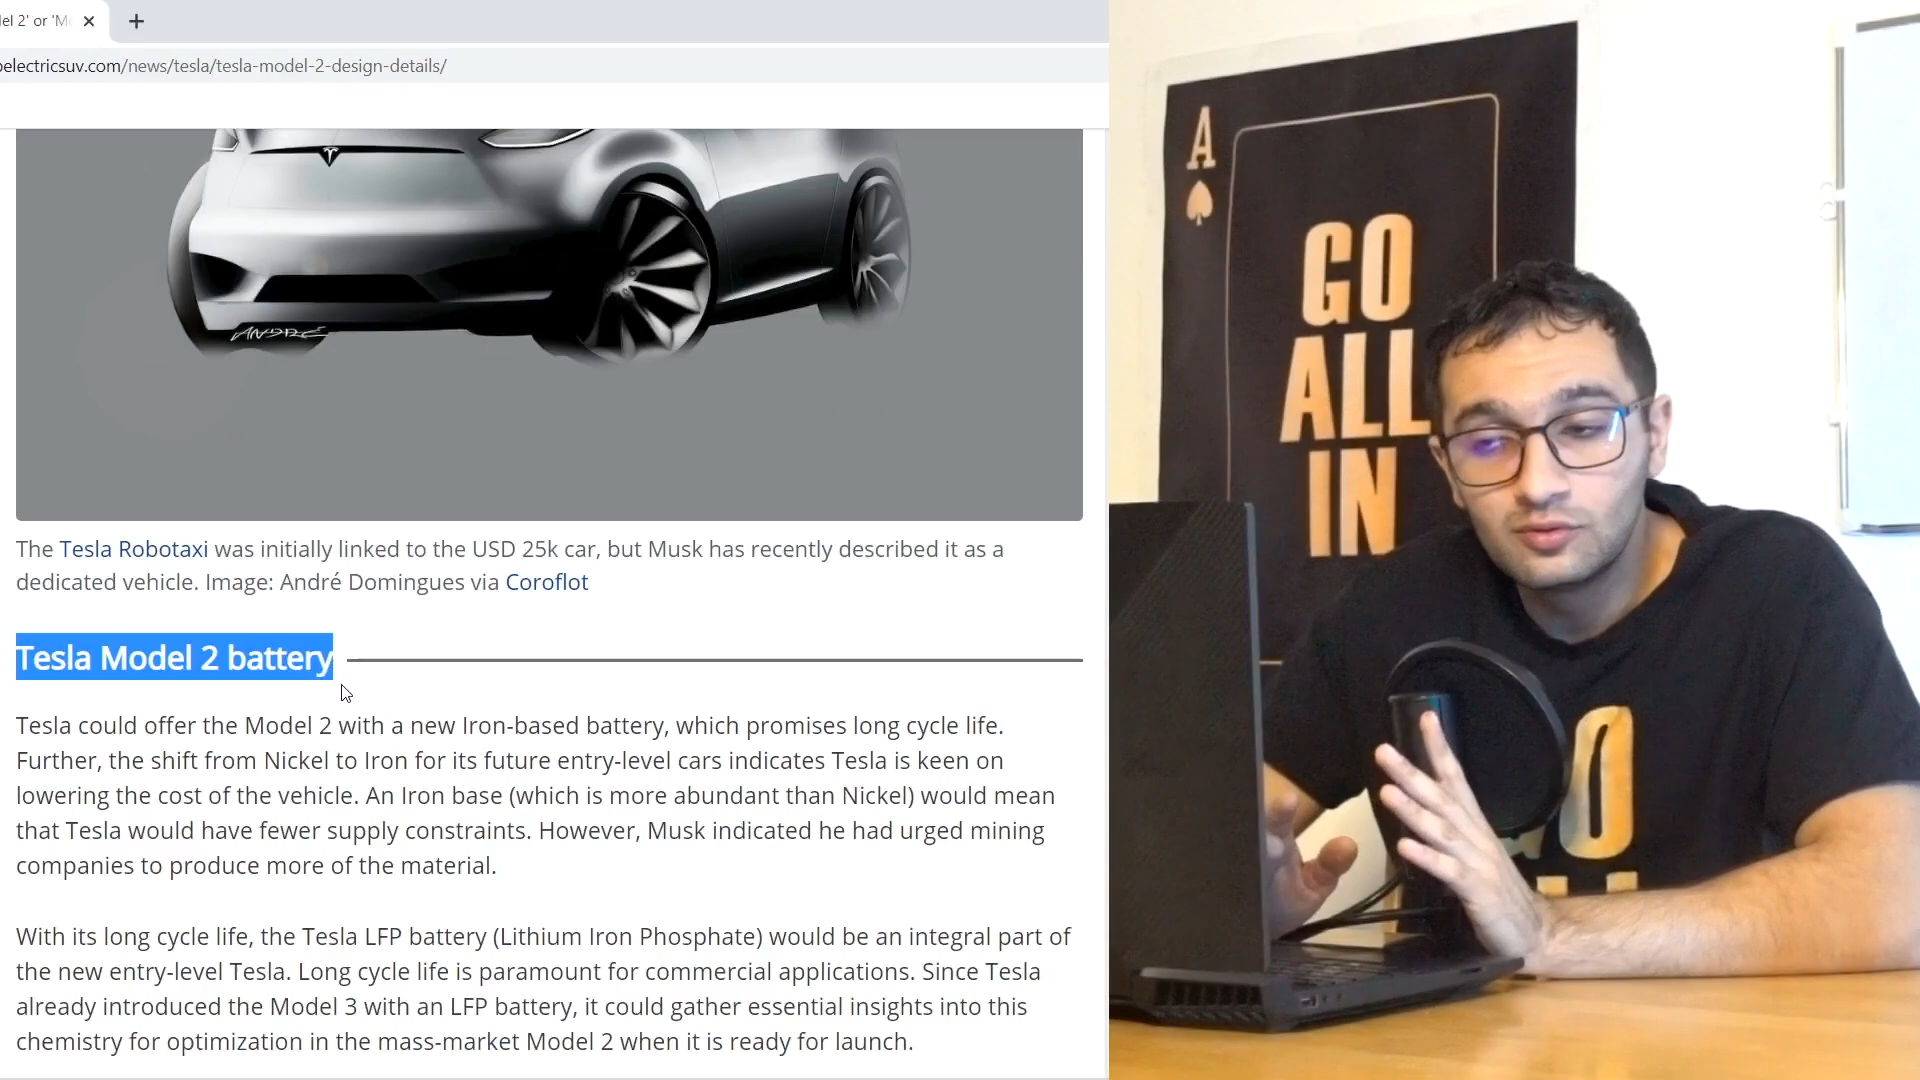 el 2' or 'M
electricsuv.com/news/tesla/tesla-model-2-design-details/
ANDRÉ
The Tesla Robotaxi was initially linked to the USD 25k car, but Musk has recently described it as a
dedicated vehicle. Image: André Domingues via Coroflot
Tesla Model 2 battery
Tesla could offer the Model 2 with a new Iron-based battery, which promises long cycle life.
Further, the shift from Nickel to Iron for its future entry-level cars indicates Tesla is keen on
lowering the cost of the vehicle. An Iron base (which is more abundant than Nickel) would mean
that Tesla would have fewer supply constraints. However, Musk indicated he had urged mining
companies to produce more of the material.
With its long cycle life, the Tesla LFP battery (Lithium Iron Phosphate) would be an integral part of
the new entry-level Tesla. Long cycle life is paramount for commercial applications. Since Tesla
already introduced the Model 3 with an LFP battery, it could gather essential insights into this
chemistry for optimization in the mass-market Model 2 when it is ready for launch.
A
GO
ALL
IN